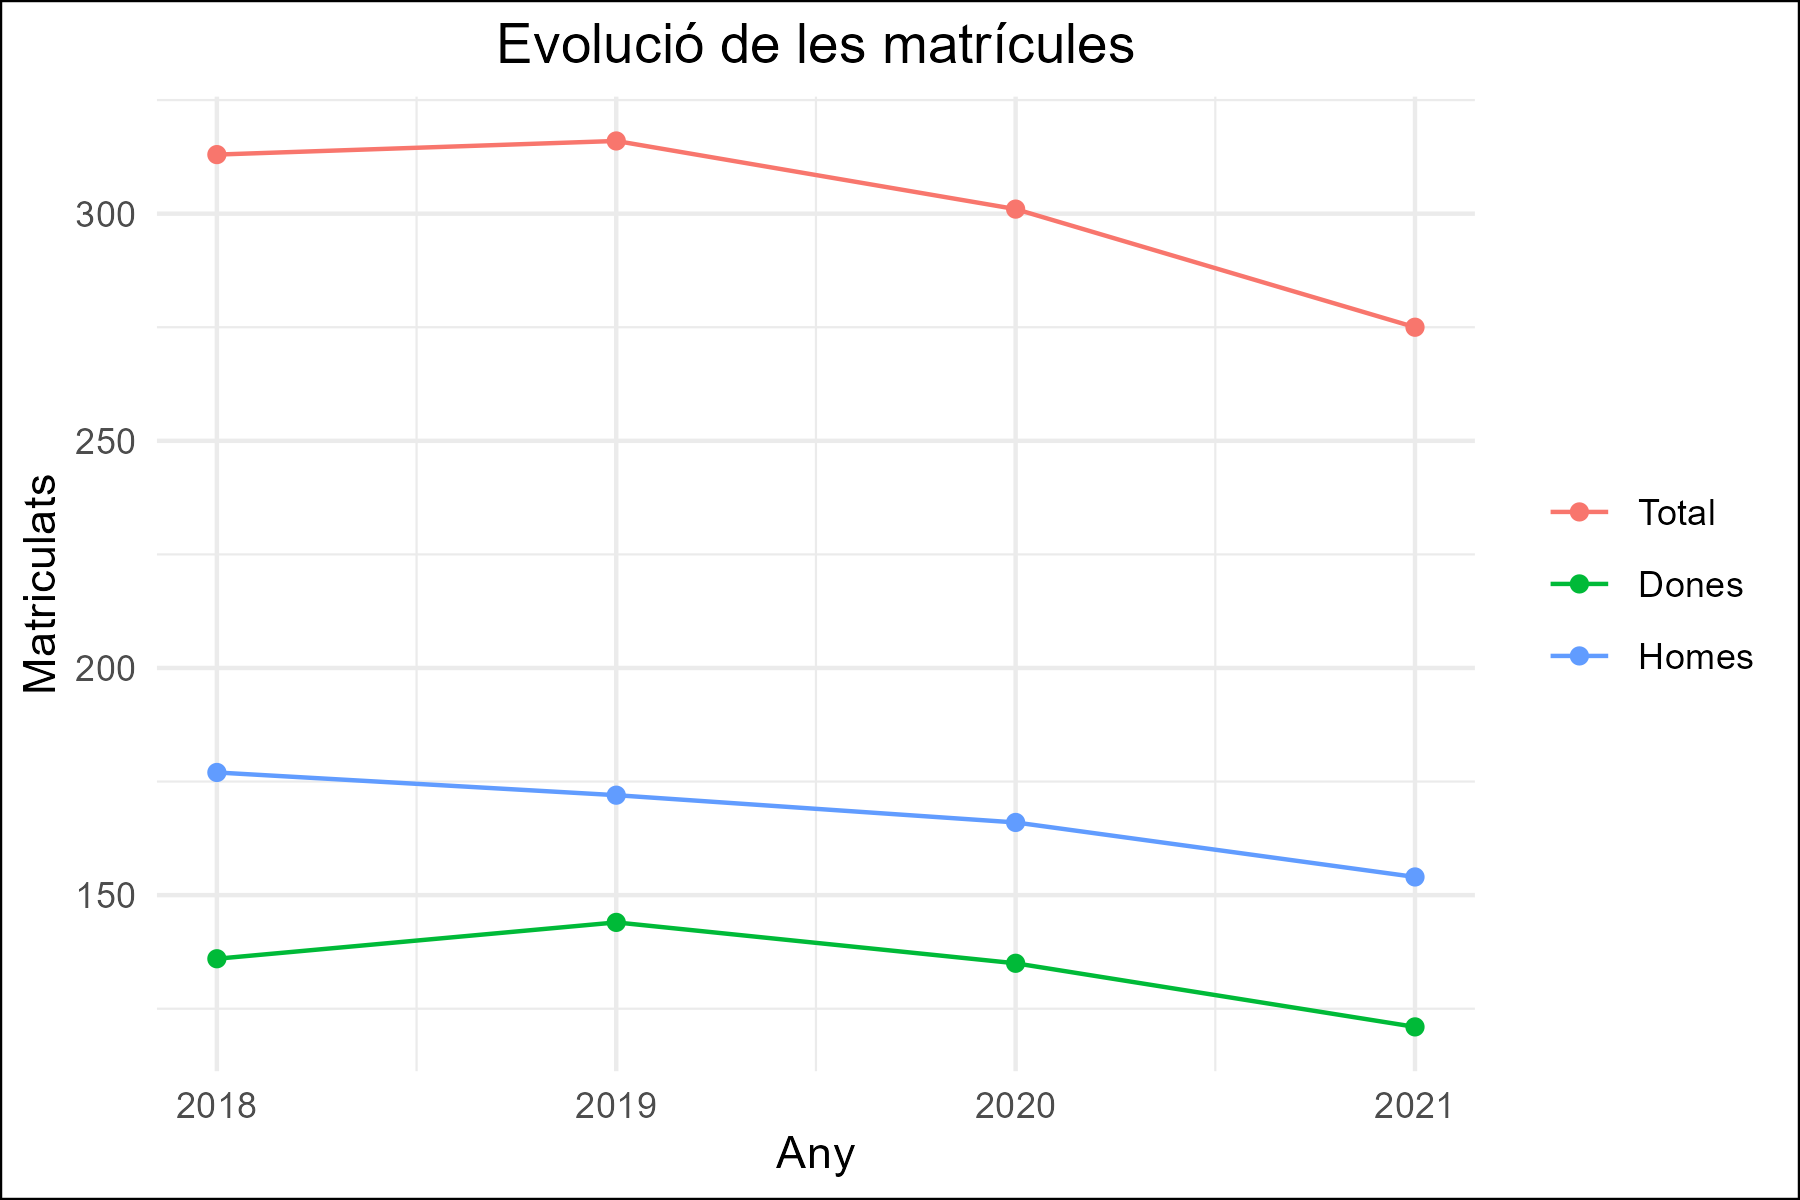 Evolució de les matrícules
300
250
200
150
Matriculats
2018 2019 2020 2021
Any
Total
Dones
Homes